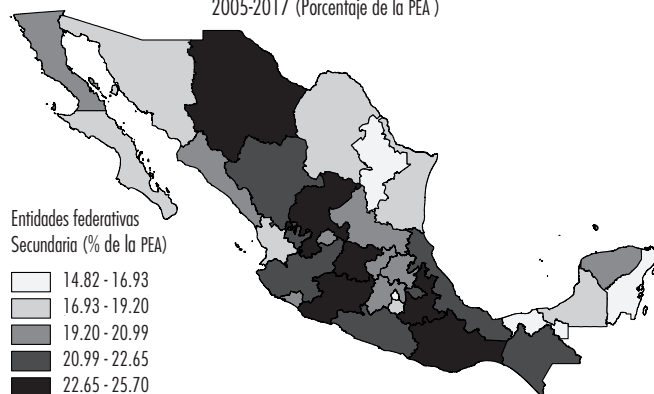 2005-2017 (Porcentaje de la PEA )
Entidades federativas
Secundaria (% de la PEA)
14.82 - 16.93
16.93 - 19.20
19.20 - 20.99
20.99 - 22.65
22.65 - 25.70